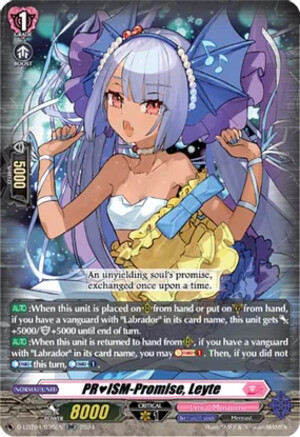 1
GRADE
BOOST
5000
SHIELD
An unyielding soul's promise,
exchanged once upon a time.
AUTO :When this unit is placed on from hand or put on from hand,
if you have a vanguard with "Labrador" in its card name, this unit gets
+5000/ +5000 until end of turn.
AUTO :When this unit is returned to hand from , if you have a vanguard
with "Labrador" in its card name, you may . Then, if you did not this turn,
NORMAL UNIT
PR♥ISM-Promise, Leyte
POWER
8000
CRITICAL
1